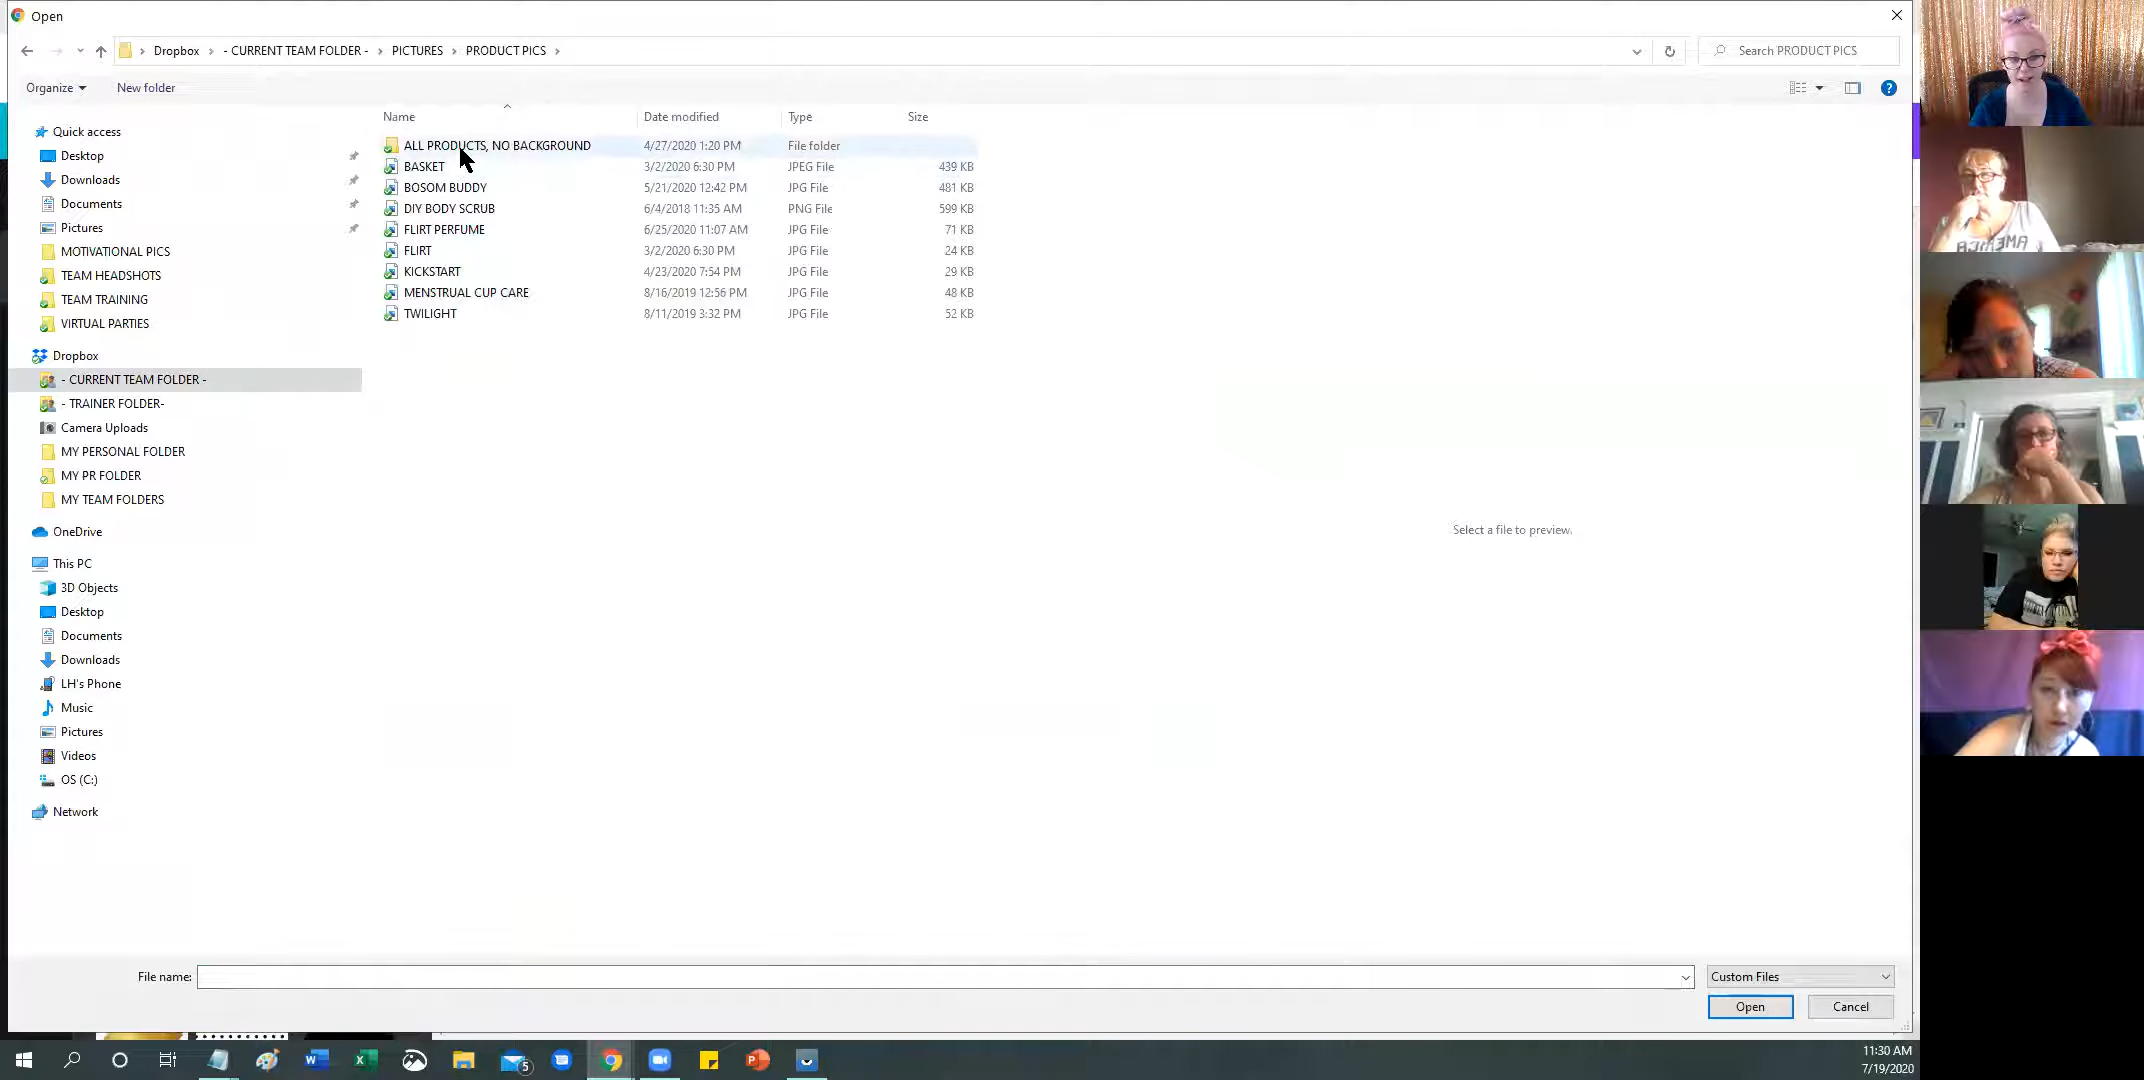 Open
Dropbox > - CURRENT TEAM FOLDER - > PICTURES > PRODUCT PICS >
Search PRODUCT PICS
Organize
New folder
Name Date modified Type Size
ALL PRODUCTS, NO BACKGROUND 4/27/2020 1:20 PM File folder
BASKET 3/2/2020 6:30 PM JPEG File 439 KB
BOSOM BUDDY 5/21/2020 12:42 PM JPG File 481 KB
DIY BODY SCRUB 6/4/2018 11:35 AM PNG File 599 KB
FLIRT PERFUME 6/25/2020 11:07 AM JPG File 71 KB
FLIRT 3/2/2020 6:30 PM JPG File 24 KB
KICKSTART 4/23/2020 7:54 PM JPG File 29 KB
MENSTRUAL CUP CARE 8/16/2019 12:56 PM JPG File 48 KB
TWILIGHT 8/11/2019 3:32 PM JPG File 52 KB
Quick access
Desktop
Downloads
Documents
Pictures
MOTIVATIONAL PICS
TEAM HEADSHOTS
TEAM TRAINING
VIRTUAL PARTIES
Dropbox
- CURRENT TEAM FOLDER -
- TRAINER FOLDER-
Camera Uploads
MY PERSONAL FOLDER
MY PR FOLDER
MY TEAM FOLDERS
OneDrive
This PC
3D Objects
Desktop
Documents
Downloads
LH's Phone
Music
Pictures
Videos
OS (C:)
Network
Select a file to preview.
File name:
Custom Files
Open
Cancel
5
11:30 AM
7/19/2020